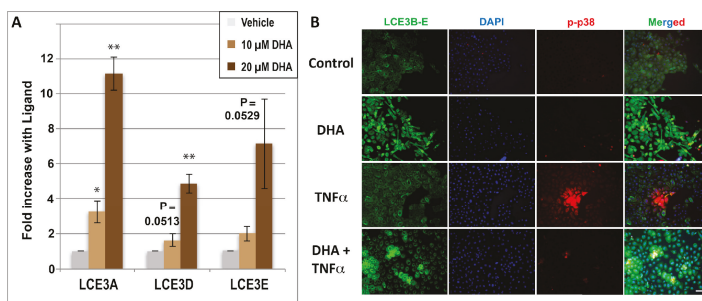 A
Vehicle
10 µM DHA
20 µM DHA
Fold increase with Ligand
12
10
8
6
4
2
0
*
**
P =
0.0513
**
P =
0.0529
LCE3A
LCE3D
LCE3E
B
LCE3B-E
DAPI
p-p38
Merged
Control
DHA
TNFα
DHA +
TNFα